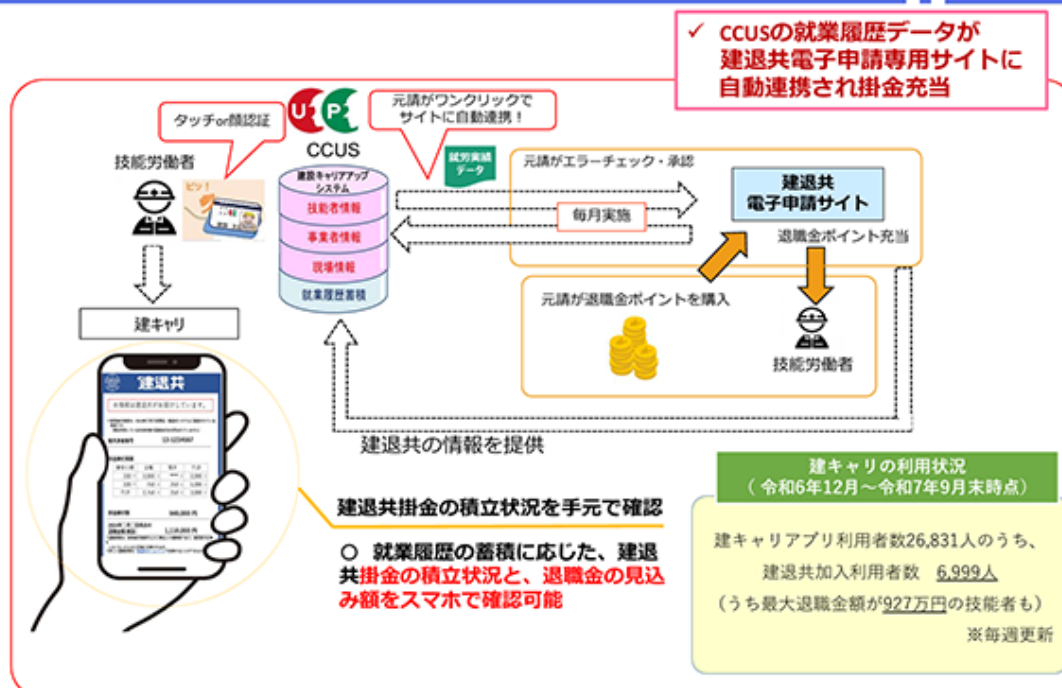 ✓ CCUSの就業履歴データが
建退共電子申請専用サイトに
自動連携され掛金充当
タッチor顔認証
元請がワンクリックで
サイトに自動連携!
技能労働者
ピッ!
CCUS
就労実績
データ
建設キャリアアップ
システム
技能者情報
事業者情報
現場情報
就業履歴蓄積
毎月実施
元請がエラーチェック・承認
建退共
電子申請サイト
退職金ポイント充当
元請が退職金ポイントを購入
技能労働者
建キャリ
建退共
建退共の情報を提供
建退共掛金の積立状況を手元で確認
○ 就業履歴の蓄積に応じた、建退
共掛金の積立状況と、退職金の見込
み額をスマホで確認可能
建キャリの利用状況
(令和6年12月~令和7年9月末時点)
建キャリアプリ利用者数26,831人のうち、
建退共加入利用者数 6,999人
(うち最大退職金額が927万円の技能者も)
※毎週更新